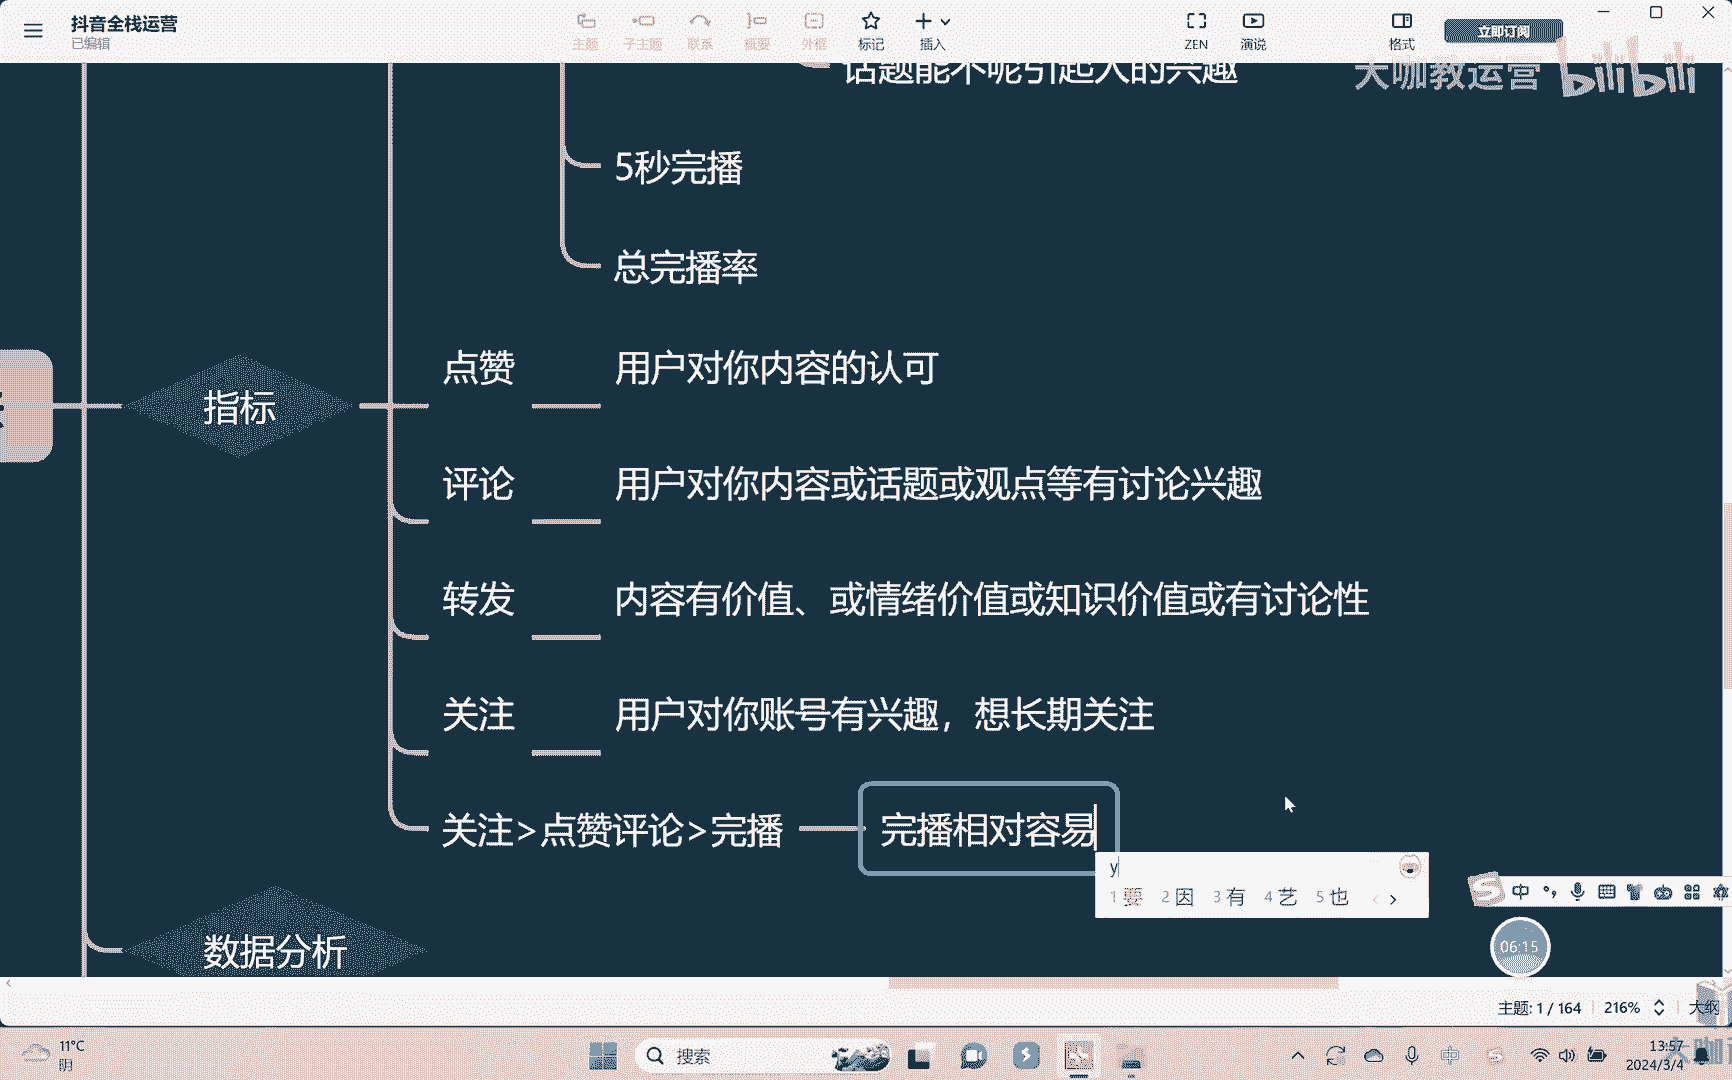 抖音全栈运营
已编辑
主题
子主题
联系
概要
外框
标记
插入
ZEN
演说
格式
立即订阅
话题能不呢引起人的兴趣
大咖教运营 bilibili
5秒完播
总完播率
指标
点赞
用户对你内容的认可
评论
用户对你内容或话题或观点等有讨论兴趣
转发
内容有价值、或情绪价值或知识价值或有讨论性
关注
用户对你账号有兴趣，想长期关注
关注>点赞评论>完播
完播相对容易
y
1 要 2 因 3 有 4 艺 5 也
中
06:15
数据分析
主题: 1 / 164
216%
大纲
11°C
阴
搜索
中
13:57
2024/3/4